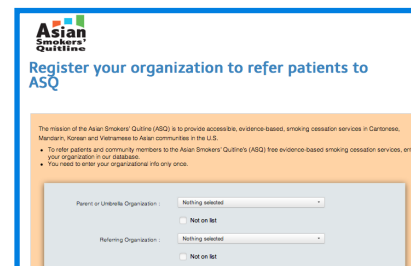 Asian
Smokers'
Quitline
Register your organization to refer patients to
ASQ
The mission of the Asian Smokers' Quitline (ASQ) is to provide accessible, evidence-based, smoking cessation services in Cantonese,
Mandarin, Korean and Vietnamese to Asian communities in the U.S.
• To refer patients and community members to the Asian Smokers' Quitline's (ASQ) free evidence-based smoking cessation services,
your organization in our database.
• You need to enter your organizational info only once.
Parent or Umbrella Organization : Nothing selected
Not on list
Referring Organization : Nothing selected
Not on list